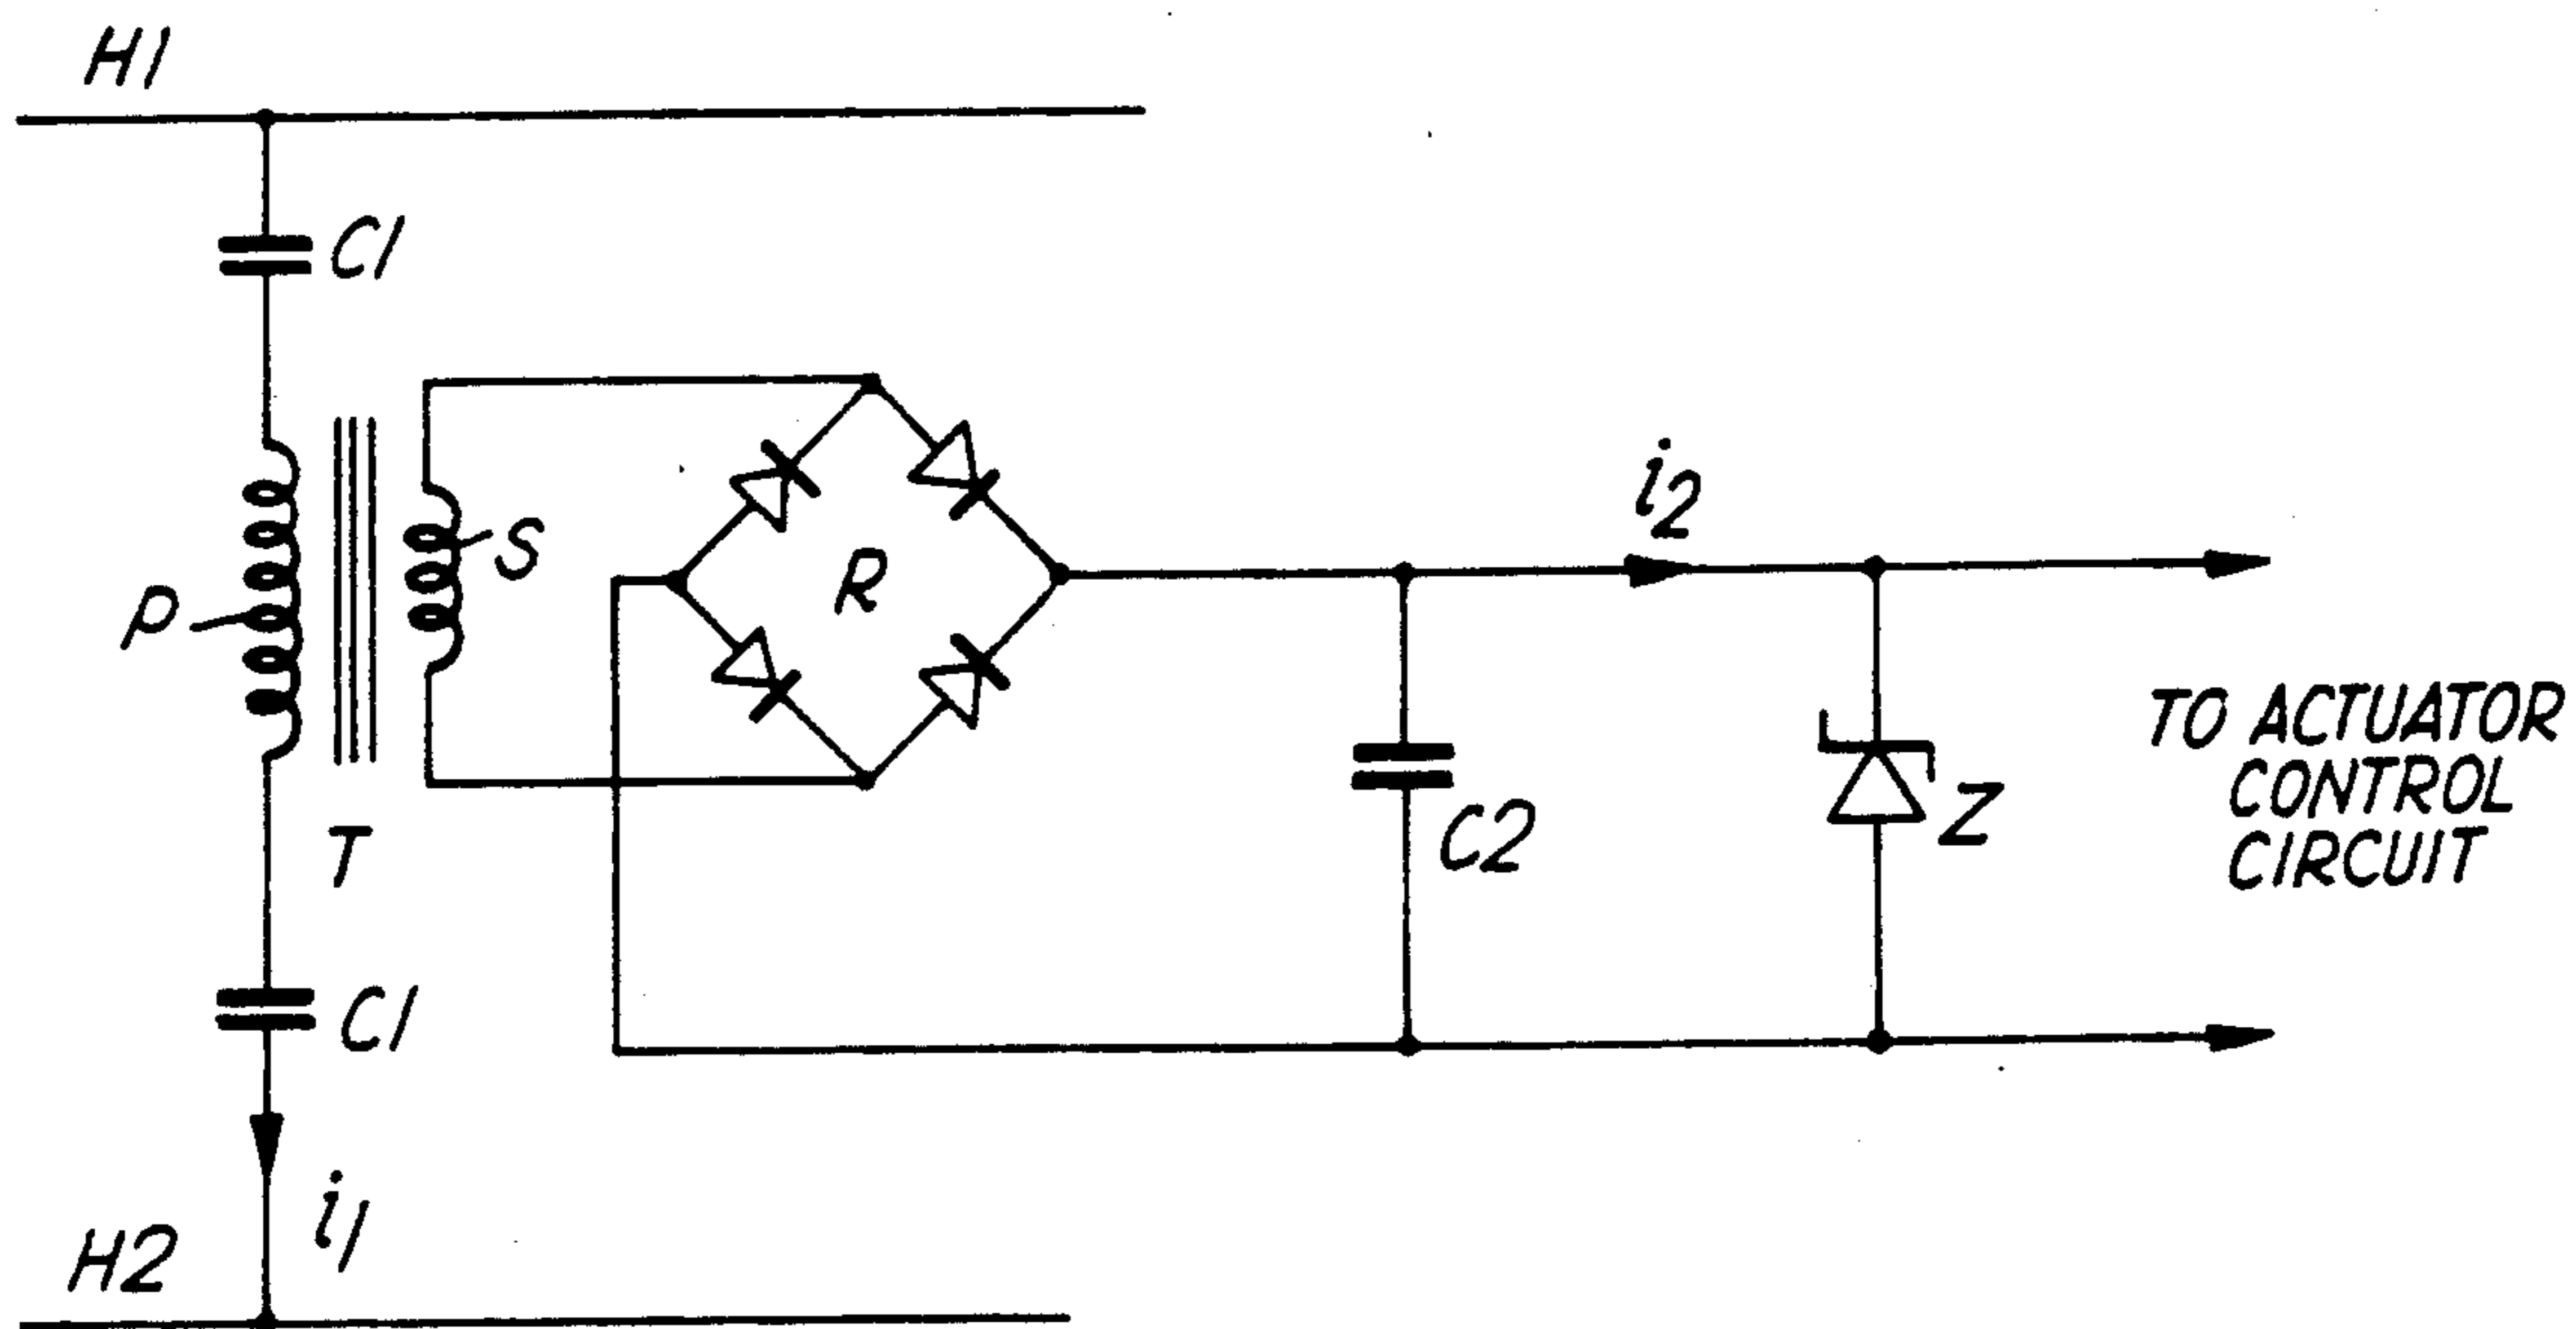 H1
C1
P
S
R
i2
T
C2
Z
TO ACTUATOR
CONTROL
CIRCUIT
C1
i1
H2